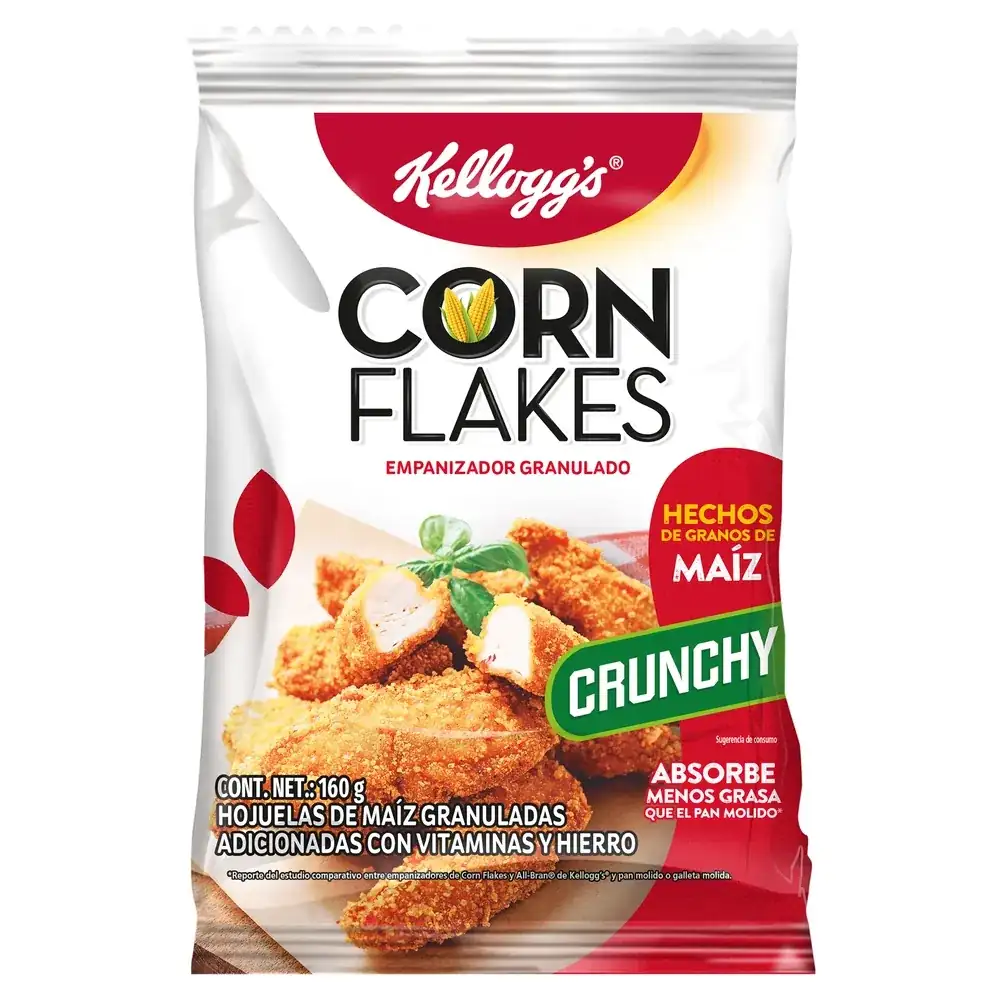 Kellogg's®
CORN
FLAKES
EMPANIZADOR GRANULADO
HECHOS
DE GRANOS DE
MAÍZ
CRUNCHY
Sugerencia de consumo
ABSORBE
MENOS GRASA
QUE EL PAN MOLIDO*
CONT. NET.: 160 g
HOJUELAS DE MAÍZ GRANULADAS
ADICIONADAS CON VITAMINAS Y HIERRO
*Reporte del estudio comparativo entre empanizadores de Corn Flakes y All-Bran® de Kellogg's® y pan molido o galleta molida.